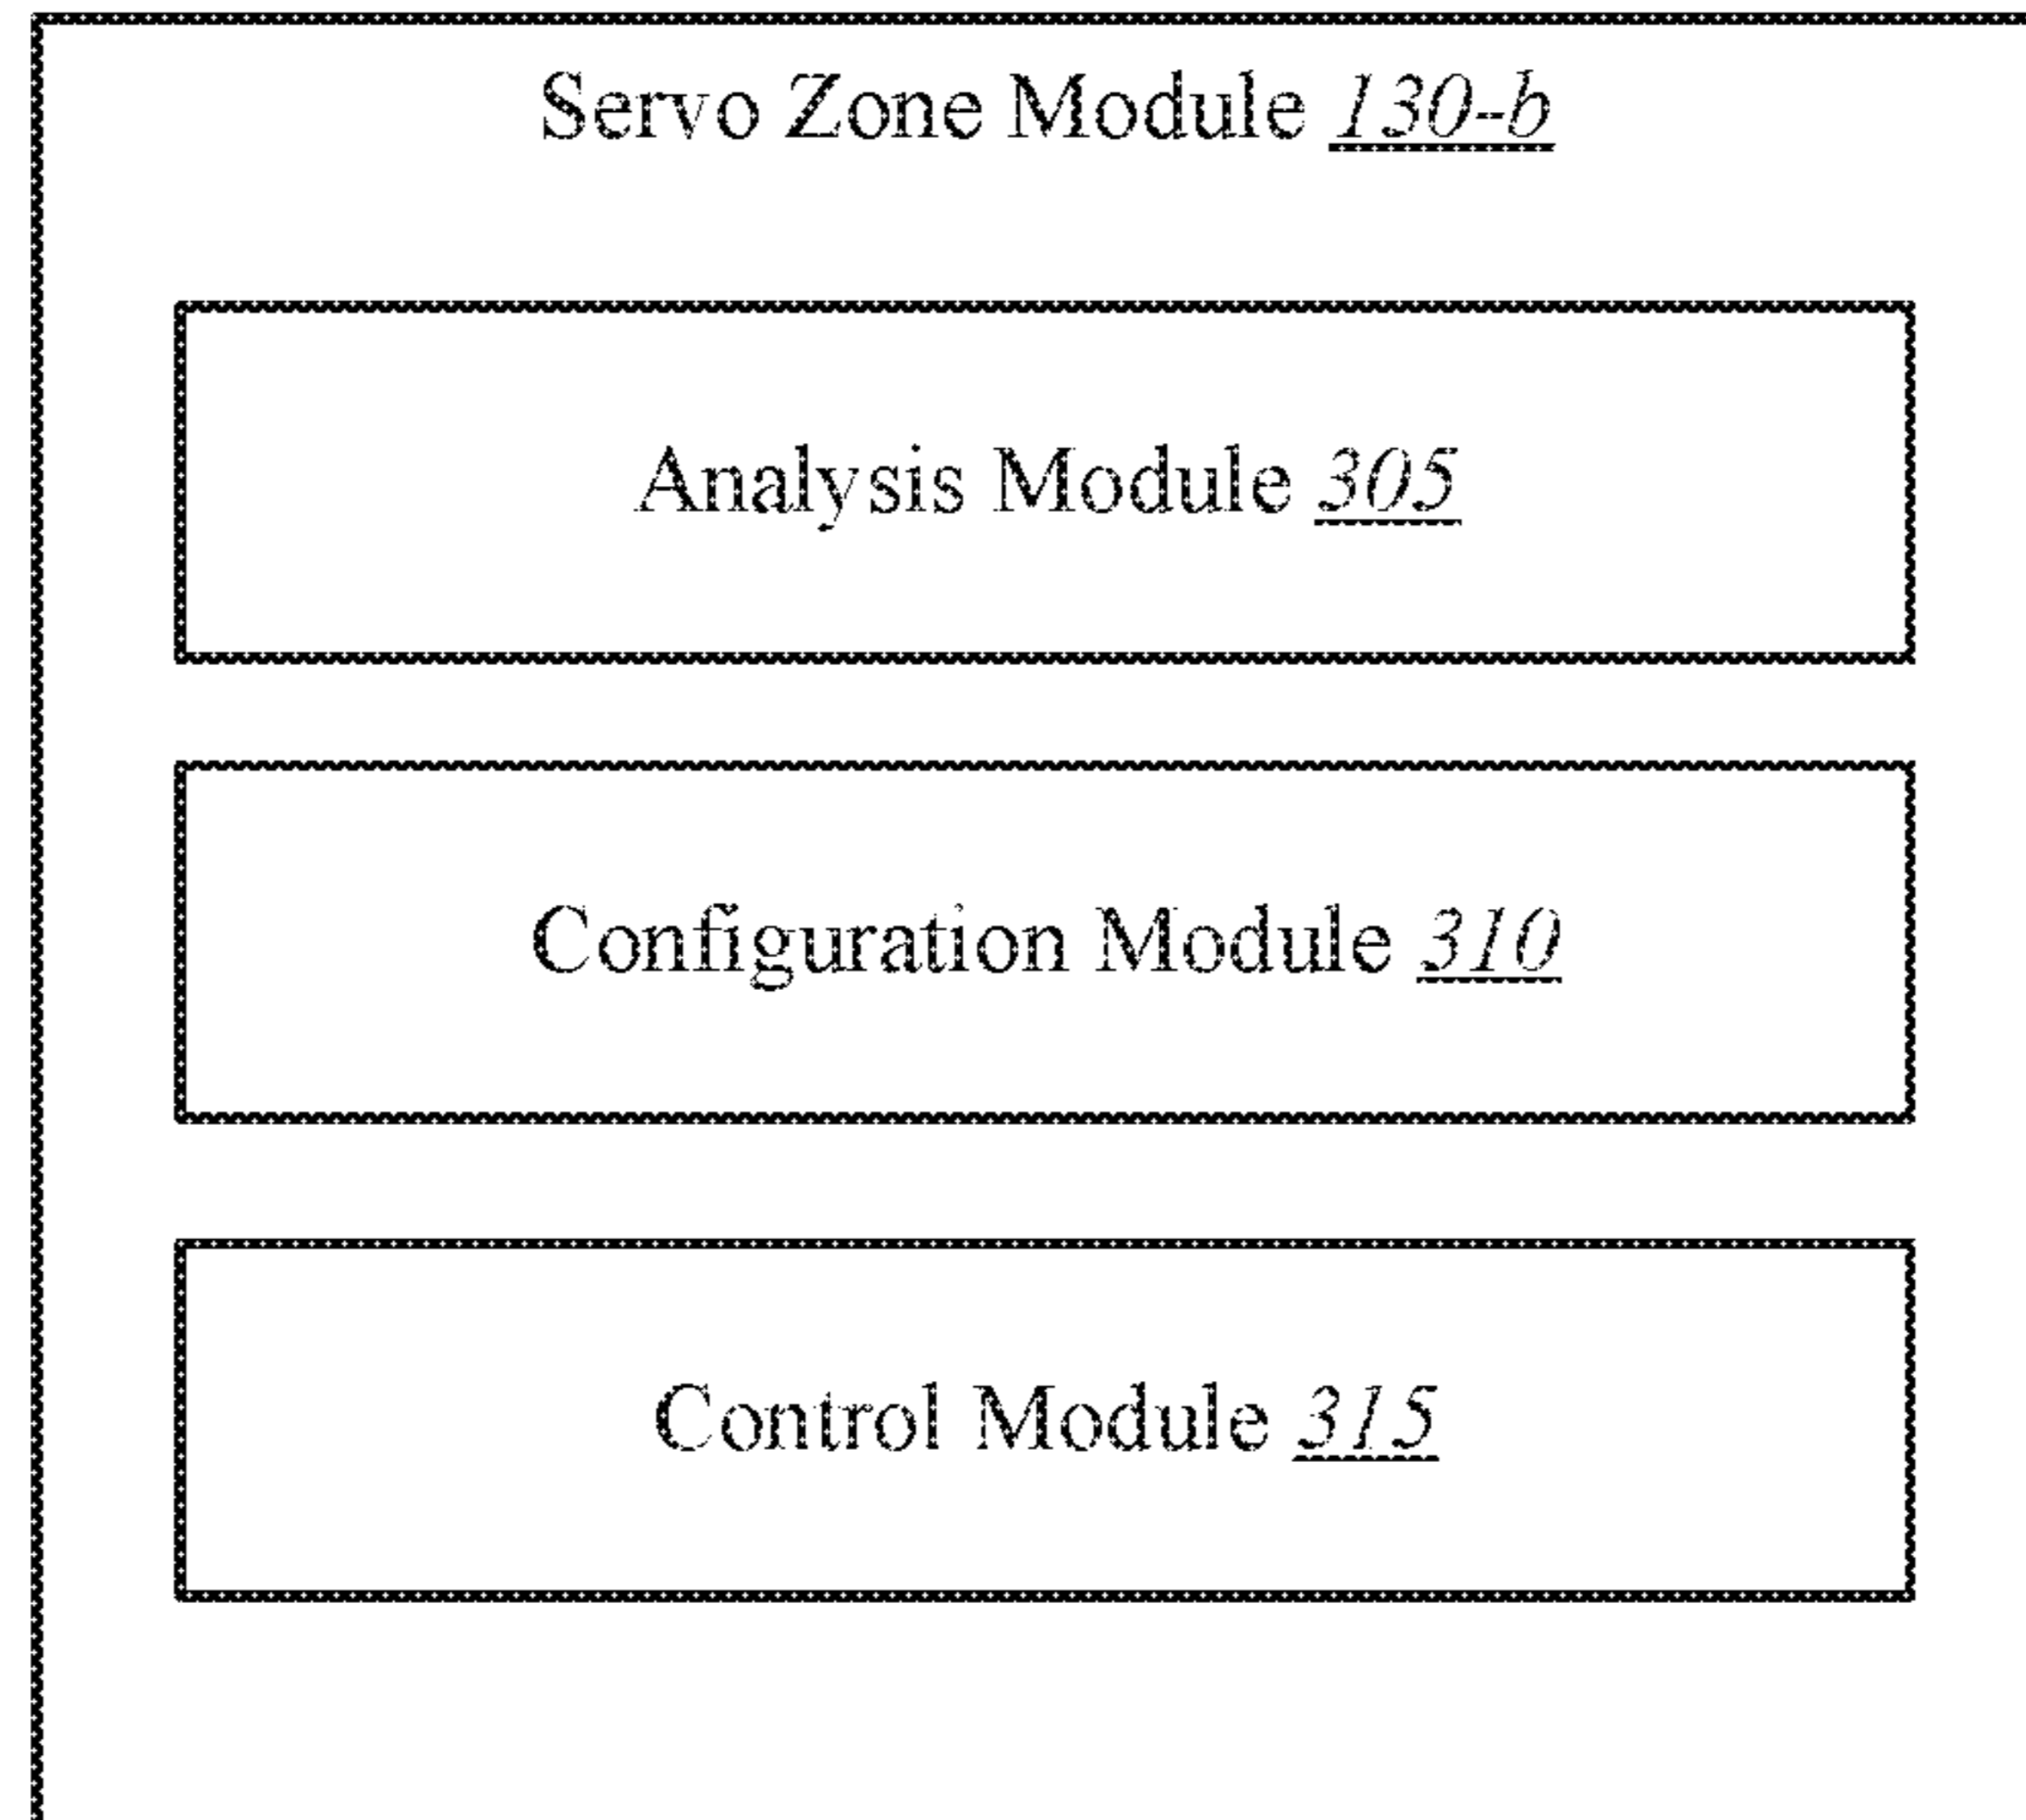 Servo Zone Module 130-b
Analysis Module 305
Configuration Module 310
Control Module 315